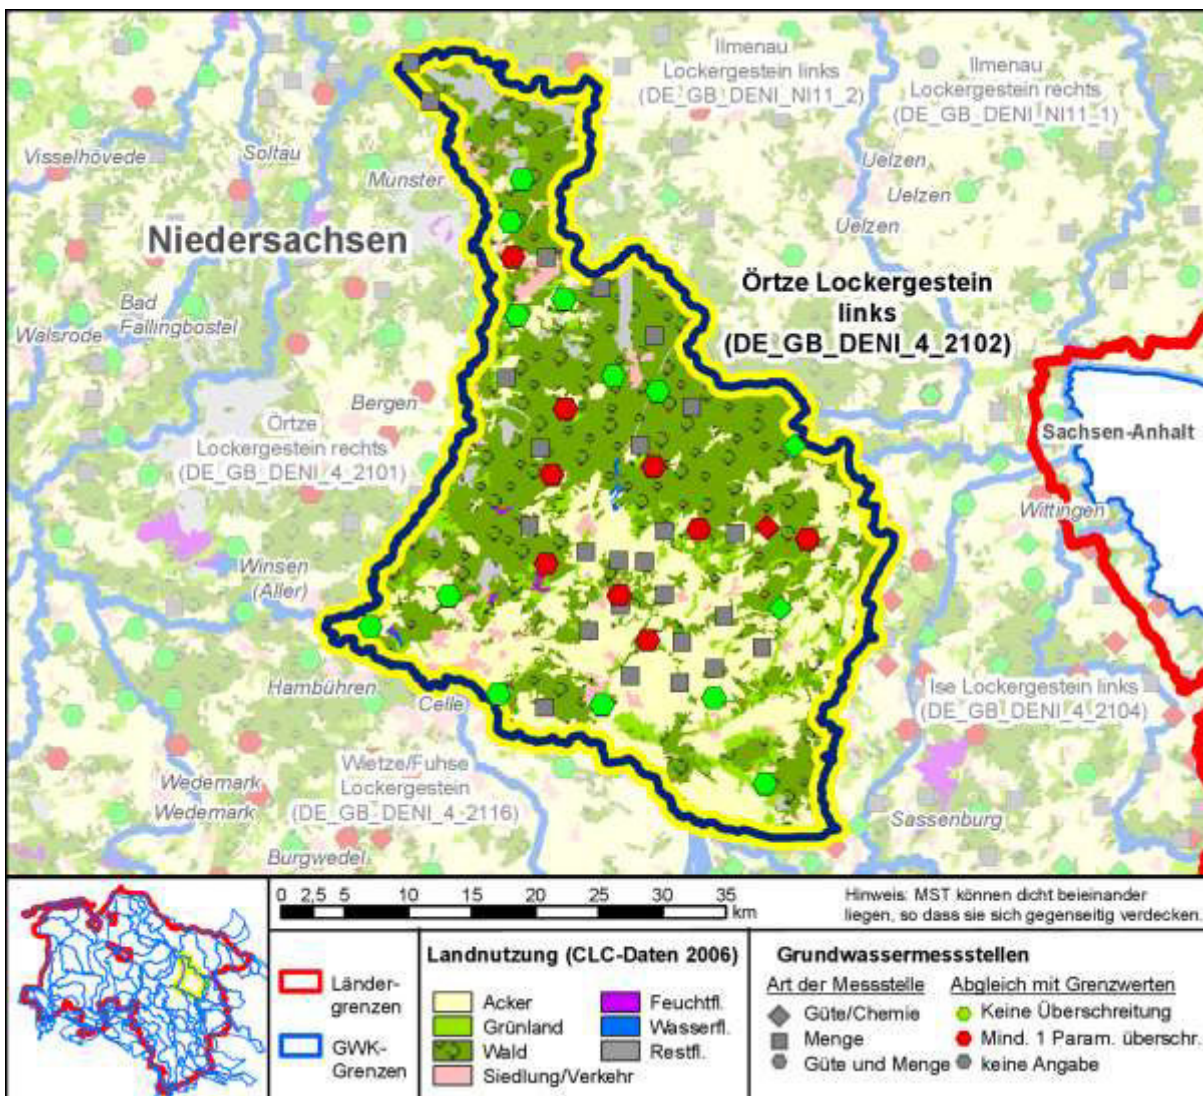 Ilmenau
Lockergestein links
(DE_GB_DENI_NI11_2)
Ilmenau
Lockergestein rechts
(DE_GB_DENI_NI11_1)
Visselhövede
Soltau
Munster
Uelzen
Uelzen
Uelzen
Niedersachsen
Örtze Lockergestein
links
(DE_GB_DENI_4_2102)
Bad
Fallingbostel
Walsrode
Bergen
Örtze
Lockergestein rechts
(DE_GB_DENI_4_2101)
Sachsen-Anhalt
Wittingen
Winsen
(Aller)
Hambühren
Celle
Ise Lockergestein links
(DE_GB_DENI_4_2104)
Wietze/Fuhse
Lockergestein
(DE_GB_DENI_4-2116)
Wedemark
Wedemark
Sassenburg
Burgwedel
0 2,5 5 10 15 20 25 30 35
km
Hinweis: MST können dicht beieinander
liegen, so dass sie sich gegenseitig verdecken.
Länder-
grenzen
GWK-
Grenzen
Landnutzung (CLC-Daten 2006)
Acker
Grünland
Wald
Siedlung/Verkehr
Feuchtfl.
Wasserfl.
Restfl.
Grundwassermessstellen
Art der Messstelle
Güte/Chemie
Menge
Güte und Menge
Abgleich mit Grenzwerten
Keine Überschreitung
Mind. 1 Param. überschr.
keine Angabe